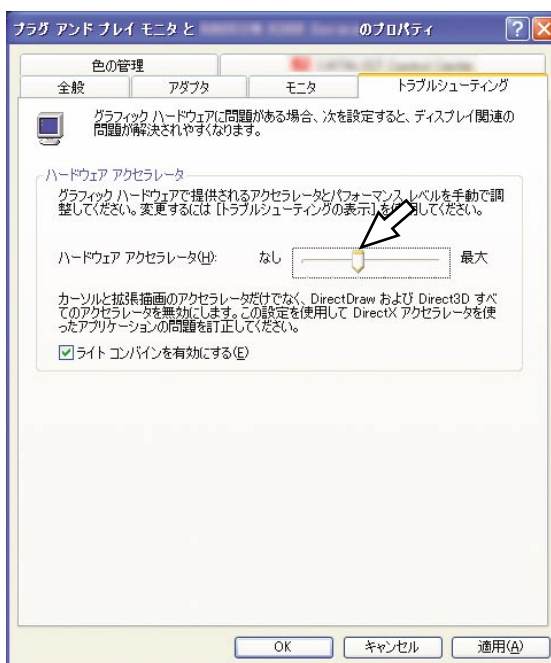 プラグ アンド プレイ モニタ と のプロパティ
色の管理
全般 アダプタ モニタ トラブルシューティング
グラフィック ハードウェアに問題がある場合、次を設定すると、ディスプレイ関連の
問題が解決されやすくなります。
ハードウェア アクセラレータ
グラフィック ハードウェアで提供されるアクセラレータとパフォーマンス レベルを手動で調
整してください。変更するには [トラブルシューティングの表示] を使用してください。
ハードウェア アクセラレータ(H): なし 最大
カーソルと拡張描画のアクセラレータだけでなく、DirectDraw および Direct3D すべ
てのアクセラレータを無効にします。この設定を使用して DirectX アクセラレータを使
ったアプリケーションの問題を訂正してください。
ライト コンバインを有効にする(E)
OK キャンセル 適用(A)